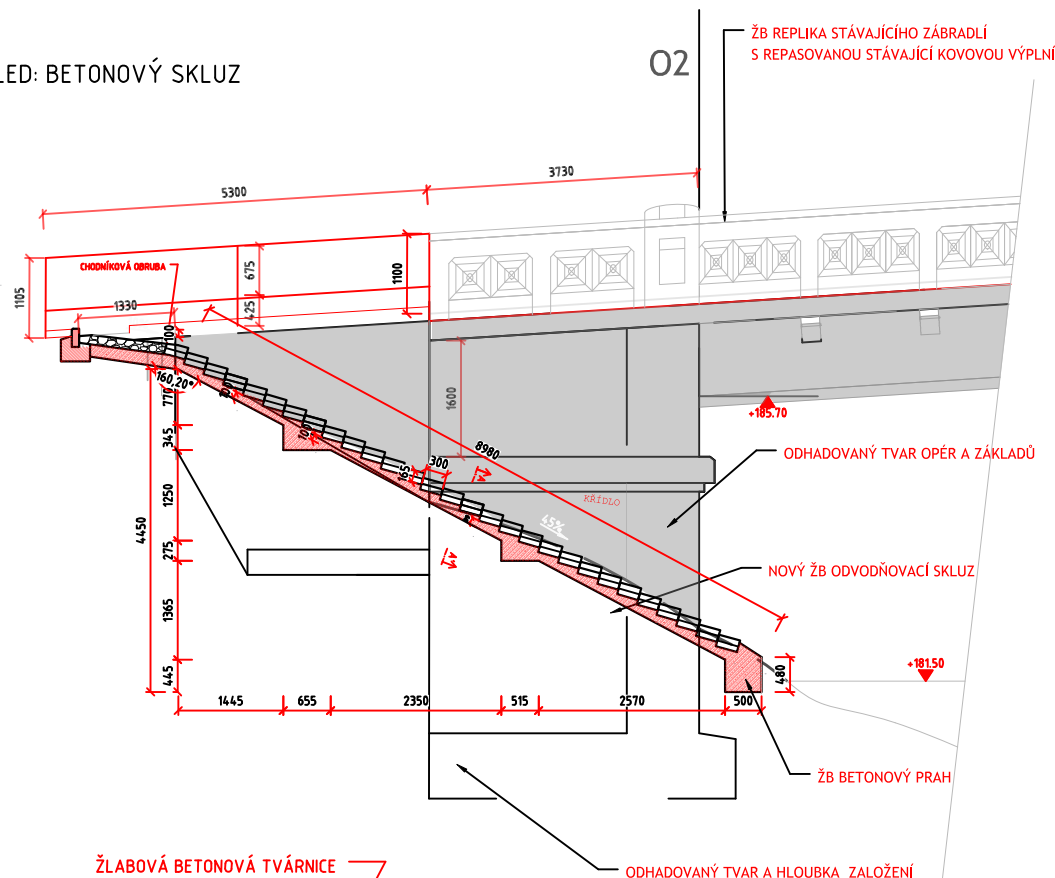 LED: BETONOVÝ SKLUZ
O2
ŽB REPLIKA STÁVAJÍCÍHO ZÁBRADLÍ
S REPASOVANOU STÁVAJÍCÍ KOVOVOU VÝPLNÍ
5300
3730
CHODNÍKOVÁ OBRUBA
1105
1330
675
425
1100
100
160,20°
770
345
1250
4450
275
1365
445
100
100
165
300
8980
1600
+185.70
ODHADOVANÝ TVAR OPĚR A ZÁKLADŮ
KŘÍDLO
45%
NOVÝ ŽB ODVODŇOVACÍ SKLUZ
+181.50
480
1445
655
2350
515
2570
500
ŽB BETONOVÝ PRAH
ŽLABOVÁ BETONOVÁ TVÁRNICE
ODHADOVANÝ TVAR A HLOUBKA ZALOŽENÍ